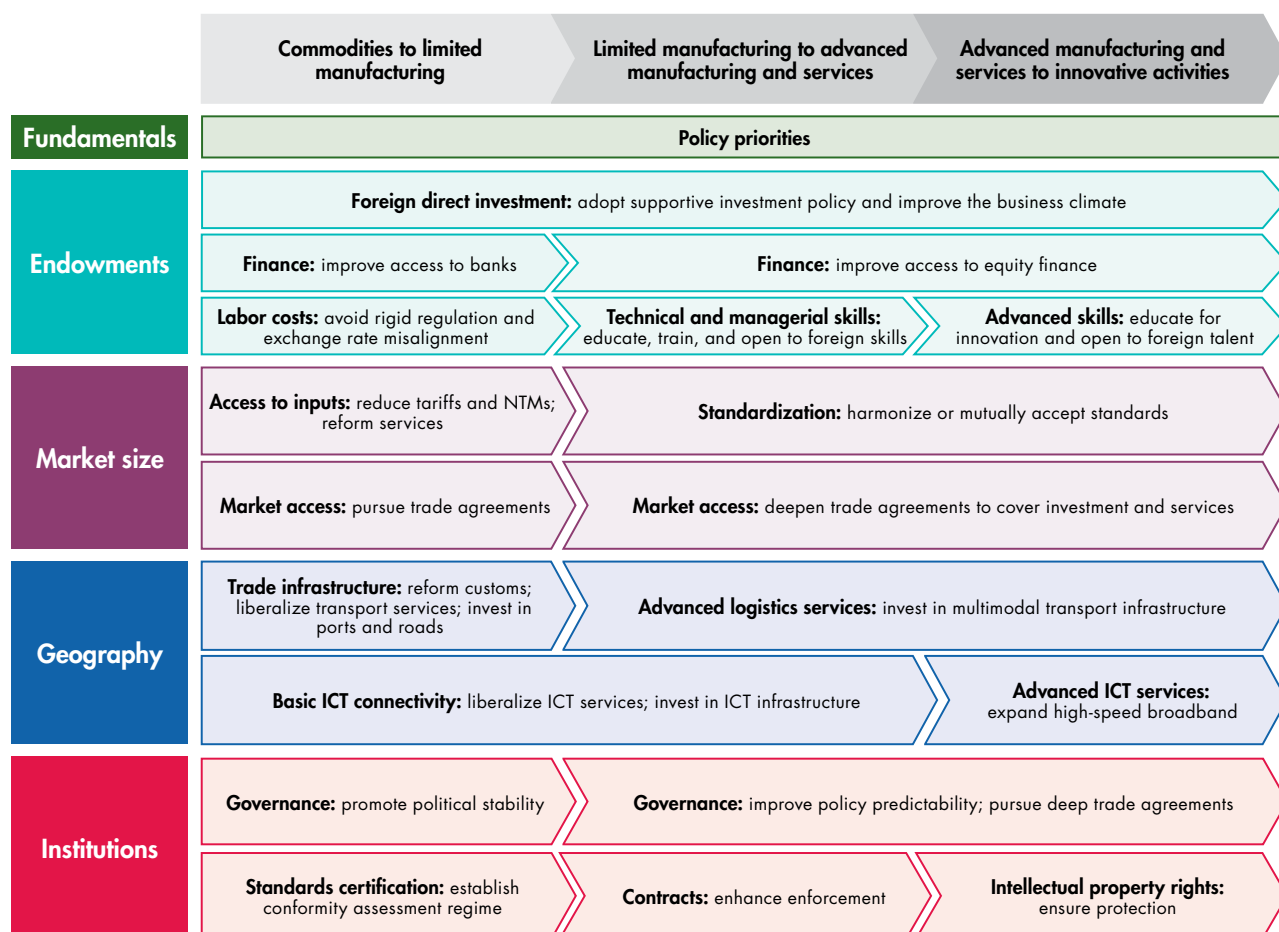 Commodities to limited
manufacturing
Limited manufacturing to advanced
manufacturing and services
Advanced manufacturing and
services to innovative activities
Fundamentals
Policy priorities
Endowments
Foreign direct investment: adopt supportive investment policy and improve the business climate
Finance: improve access to banks
Finance: improve access to equity finance
Labor costs: avoid rigid regulation and
exchange rate misalignment
Technical and managerial skills:
educate, train, and open to foreign skills
Advanced skills: educate for
innovation and open to foreign talent
Market size
Access to inputs: reduce tariffs and NTMs;
reform services
Standardization: harmonize or mutually accept standards
Market access: pursue trade agreements
Market access: deepen trade agreements to cover investment and services
Geography
Trade infrastructure: reform customs;
liberalize transport services; invest in
ports and roads
Advanced logistics services: invest in multimodal transport infrastructure
Basic ICT connectivity: liberalize ICT services; invest in ICT infrastructure
Advanced ICT services:
expand high-speed broadband
Institutions
Governance: promote political stability
Governance: improve policy predictability; pursue deep trade agreements
Standards certification: establish
conformity assessment regime
Contracts: enhance enforcement
Intellectual property rights:
ensure protection